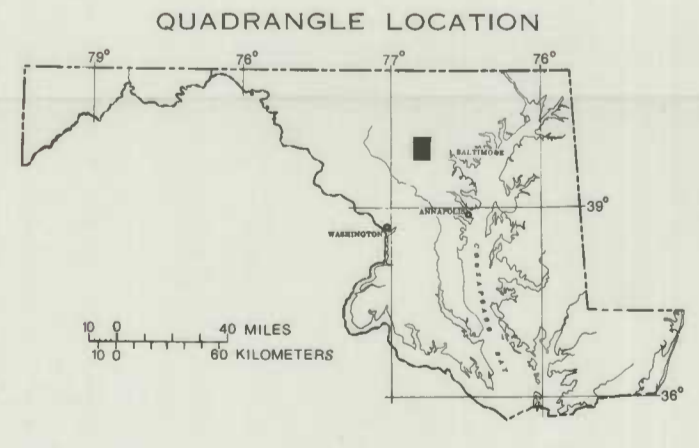 QUADRANGLE LOCATION
79° 76° 77° 76°
BALTIMORE
ANNAPOLIS
39°
WASHINGTON
CHESAPEAKE BAY
10 0 40 MILES
10 0 60 KILOMETERS
36°